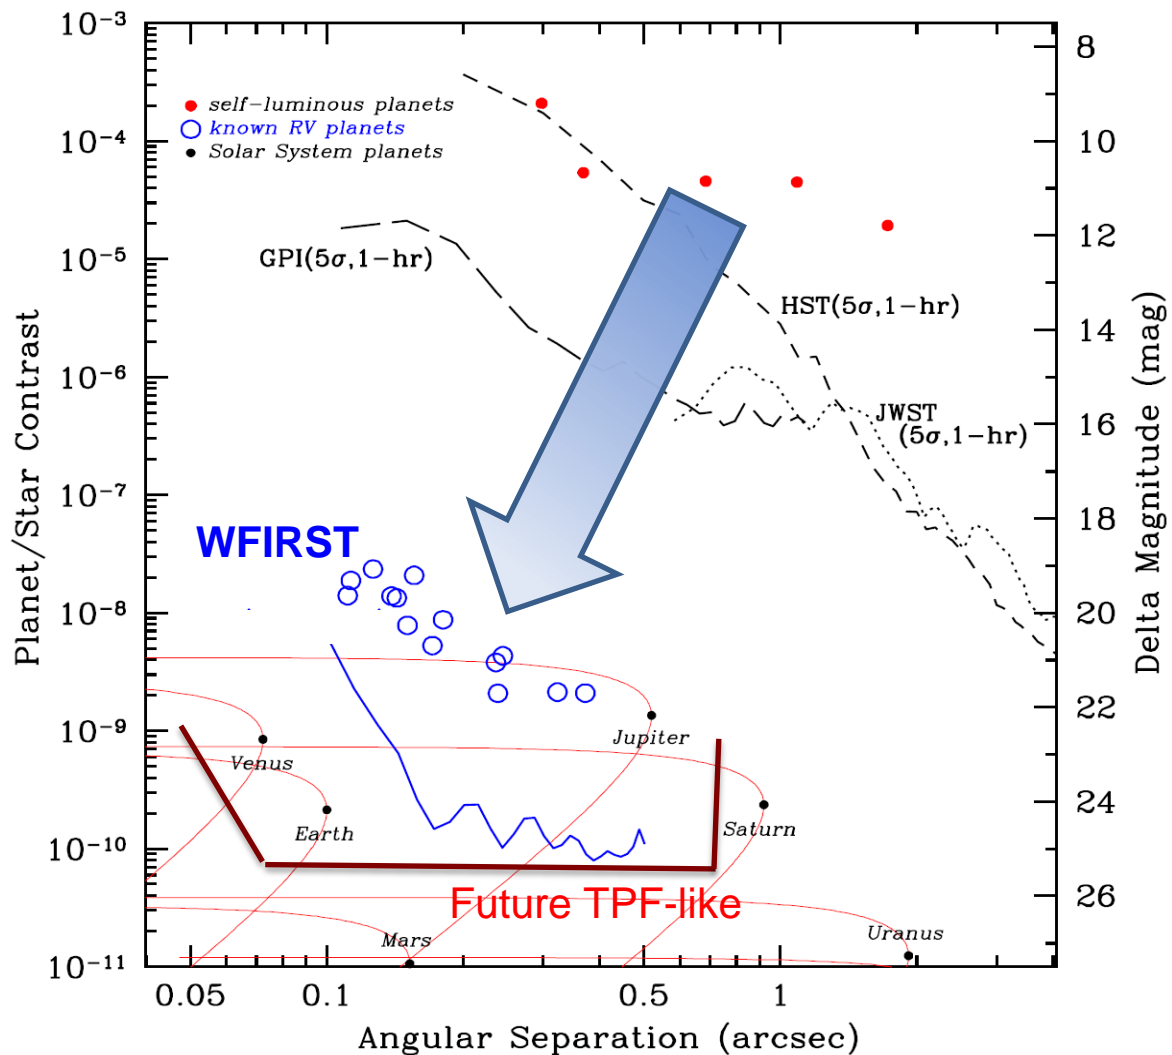 10⁻³
10⁻⁴
10⁻⁵
10⁻⁶
10⁻⁷
10⁻⁸
10⁻⁹
10⁻¹⁰
10⁻¹¹
Planet/Star Contrast
self-luminous planets
known RV planets
Solar System planets
GPI(5σ,1-hr)
HST(5σ,1-hr)
JWST
(5σ,1-hr)
WFIRST
Venus
Jupiter
Earth
Saturn
Future TPF-like
Mars
Uranus
8
10
12
14
16
18
20
22
24
26
Delta Magnitude (mag)
0.05
0.1
0.5
1
Angular Separation (arcsec)